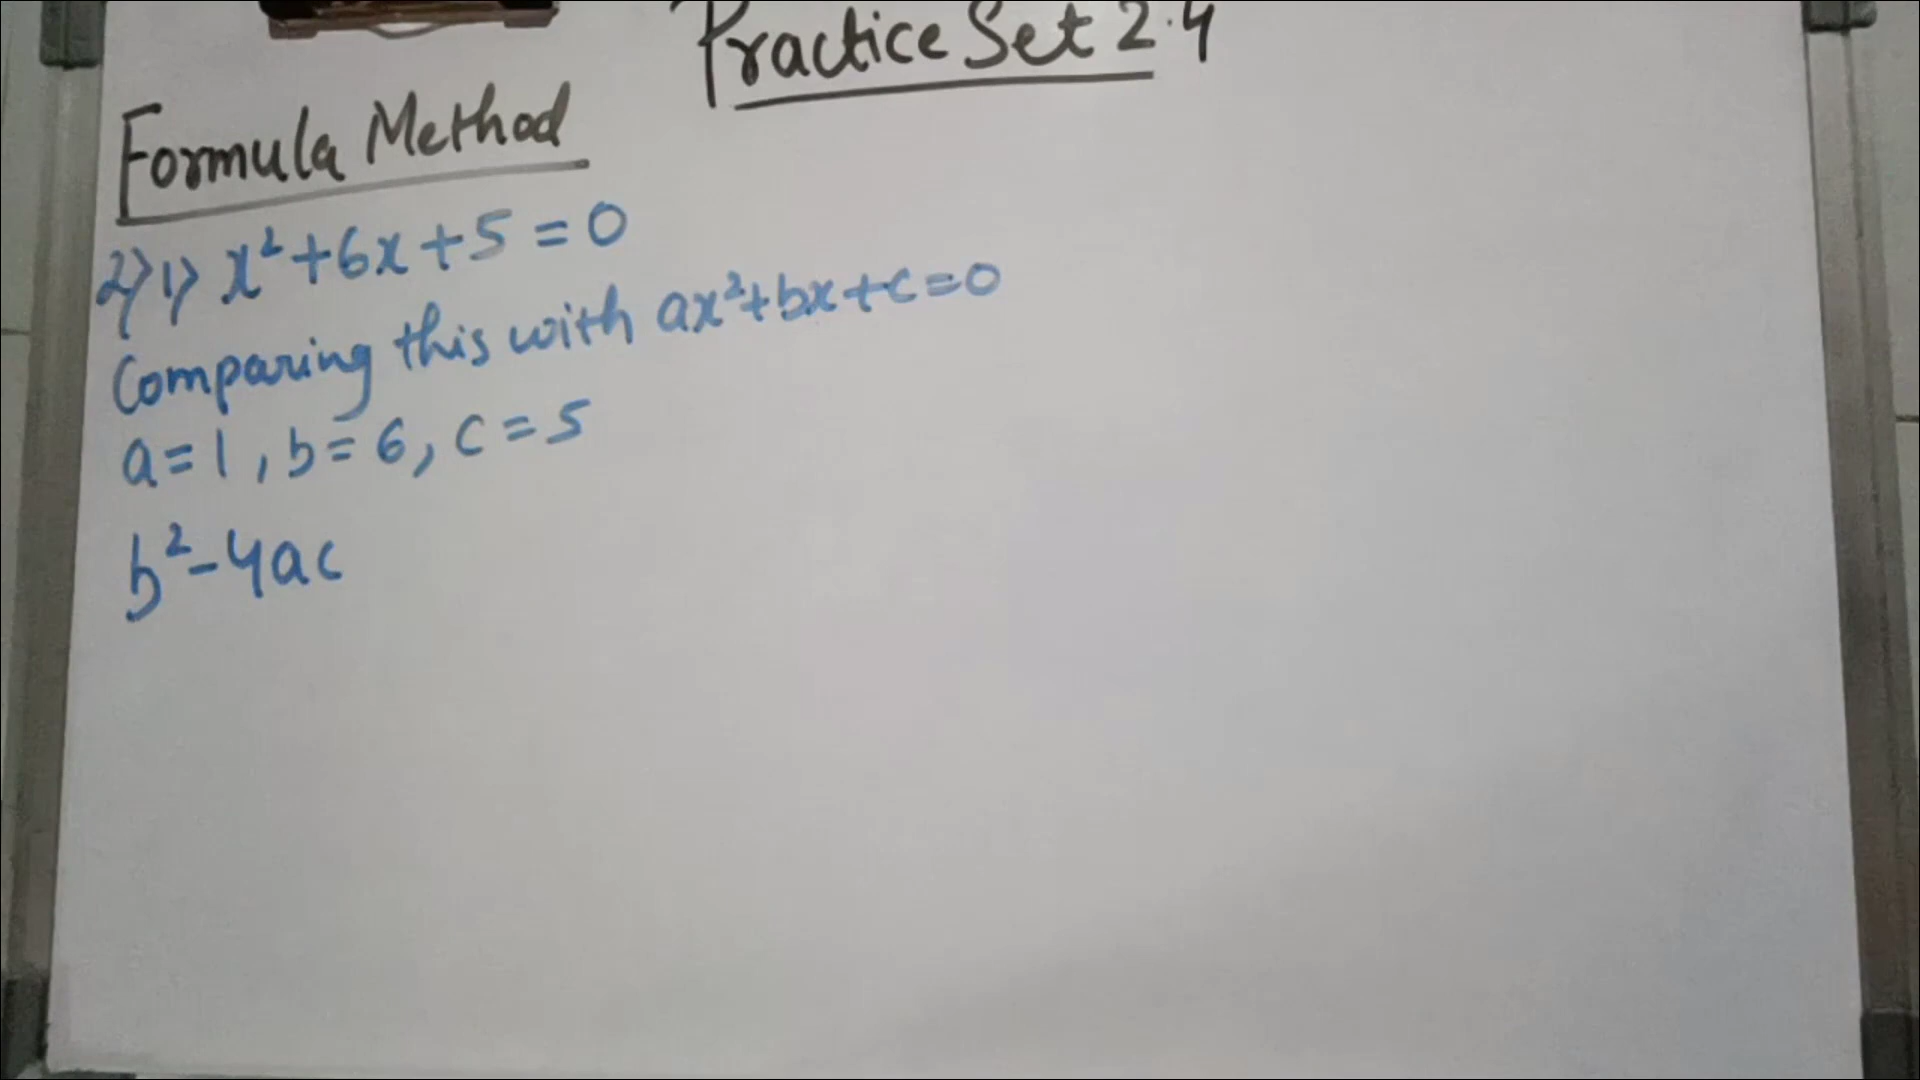 Practice Set 2.4
Formula Method
2) 1) x²+6x+5=0
Comparing this with ax²+bx+c=0
a=1, b=6, c=5
b²-4ac